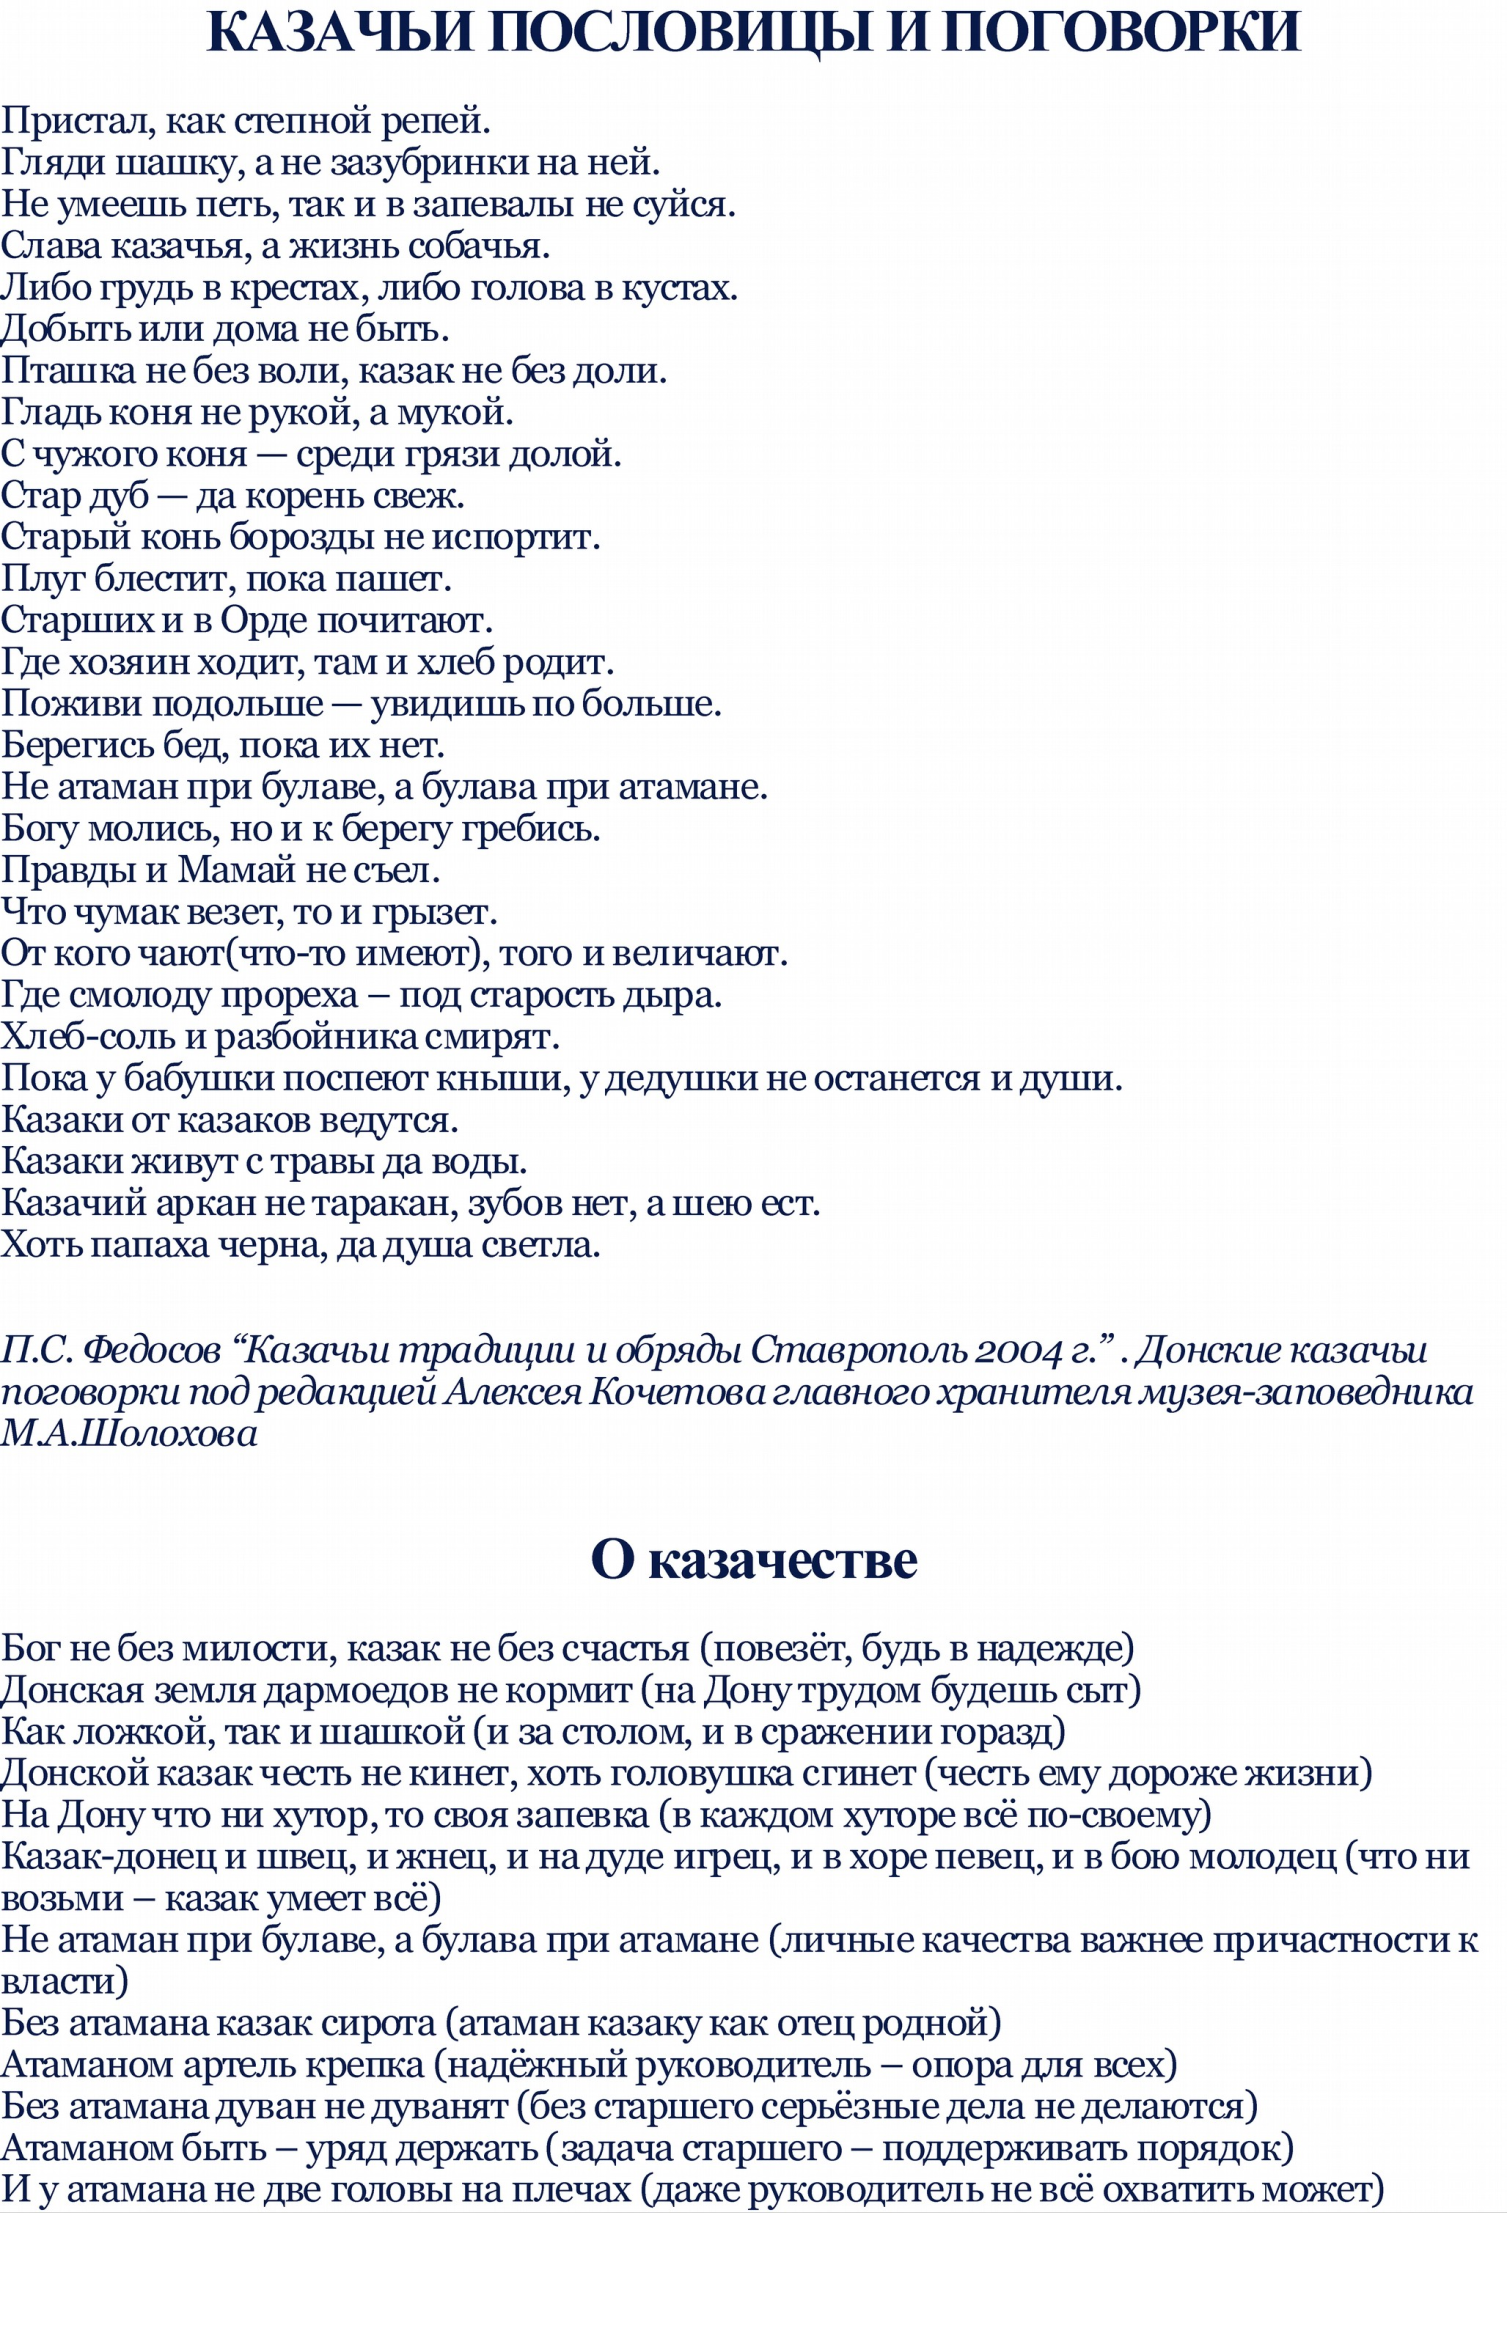 КАЗАЧЬИ ПОСЛОВИЦЫ И ПОГОВОРКИ
Пристал, как степной репей.
Гляди шашку, а не зазубринки на ней.
Не умеешь петь, так и в запевалы не суйся.
Слава казачья, а жизнь собачья.
Либо грудь в крестах, либо голова в кустах.
Добыть или дома не быть.
Пташка не без воли, казак не без доли.
Гладь коня не рукой, а мукой.
С чужого коня — среди грязи долой.
Стар дуб — да корень свеж.
Старый конь борозды не испортит.
Плуг блестит, пока пашет.
Старших и в Орде почитают.
Где хозяин ходит, там и хлеб родит.
Поживи подольше — увидишь по больше.
Берегись бед, пока их нет.
Не атаман при булаве, а булава при атамане.
Богу молись, но и к берегу гребись.
Правды и Мамай не съел.
Что чумак везет, то и грызет.
От кого чают(что-то имеют), того и величают.
Где смолоду прореха – под старость дыра.
Хлеб-соль и разбойника смирят.
Пока у бабушки поспеют кныши, у дедушки не останется и души.
Казаки от казаков ведутся.
Казаки живут с травы да воды.
Казачий аркан не таракан, зубов нет, а шею ест.
Хоть папаха черна, да душа светла.
П.С. Федосов “Казачьи традиции и обряды Ставрополь 2004 г.” . Донские казачьи
поговорки под редакцией Алексея Кочетова главного хранителя музея-заповедника
М.А.Шолохова
О казачестве
Бог не без милости, казак не без счастья (повезёт, будь в надежде)
Донская земля дармоедов не кормит (на Дону трудом будешь сыт)
Как ложкой, так и шашкой (и за столом, и в сражении горазд)
Донской казак честь не кинет, хоть головушка сгинет (честь ему дороже жизни)
На Дону что ни хутор, то своя запевка (в каждом хуторе всё по-своему)
Казак-донец и швец, и жнец, и на дуде игрец, и в хоре певец, и в бою молодец (что ни
возьми – казак умеет всё)
Не атаман при булаве, а булава при атамане (личные качества важнее причастности к
власти)
Без атамана казак сирота (атаман казаку как отец родной)
Атаманом артель крепка (надёжный руководитель – опора для всех)
Без атамана дуван не дуванят (без старшего серьёзные дела не делаются)
Атаманом быть – уряд держать (задача старшего – поддерживать порядок)
И у атамана не две головы на плечах (даже руководитель не всё охватить может)